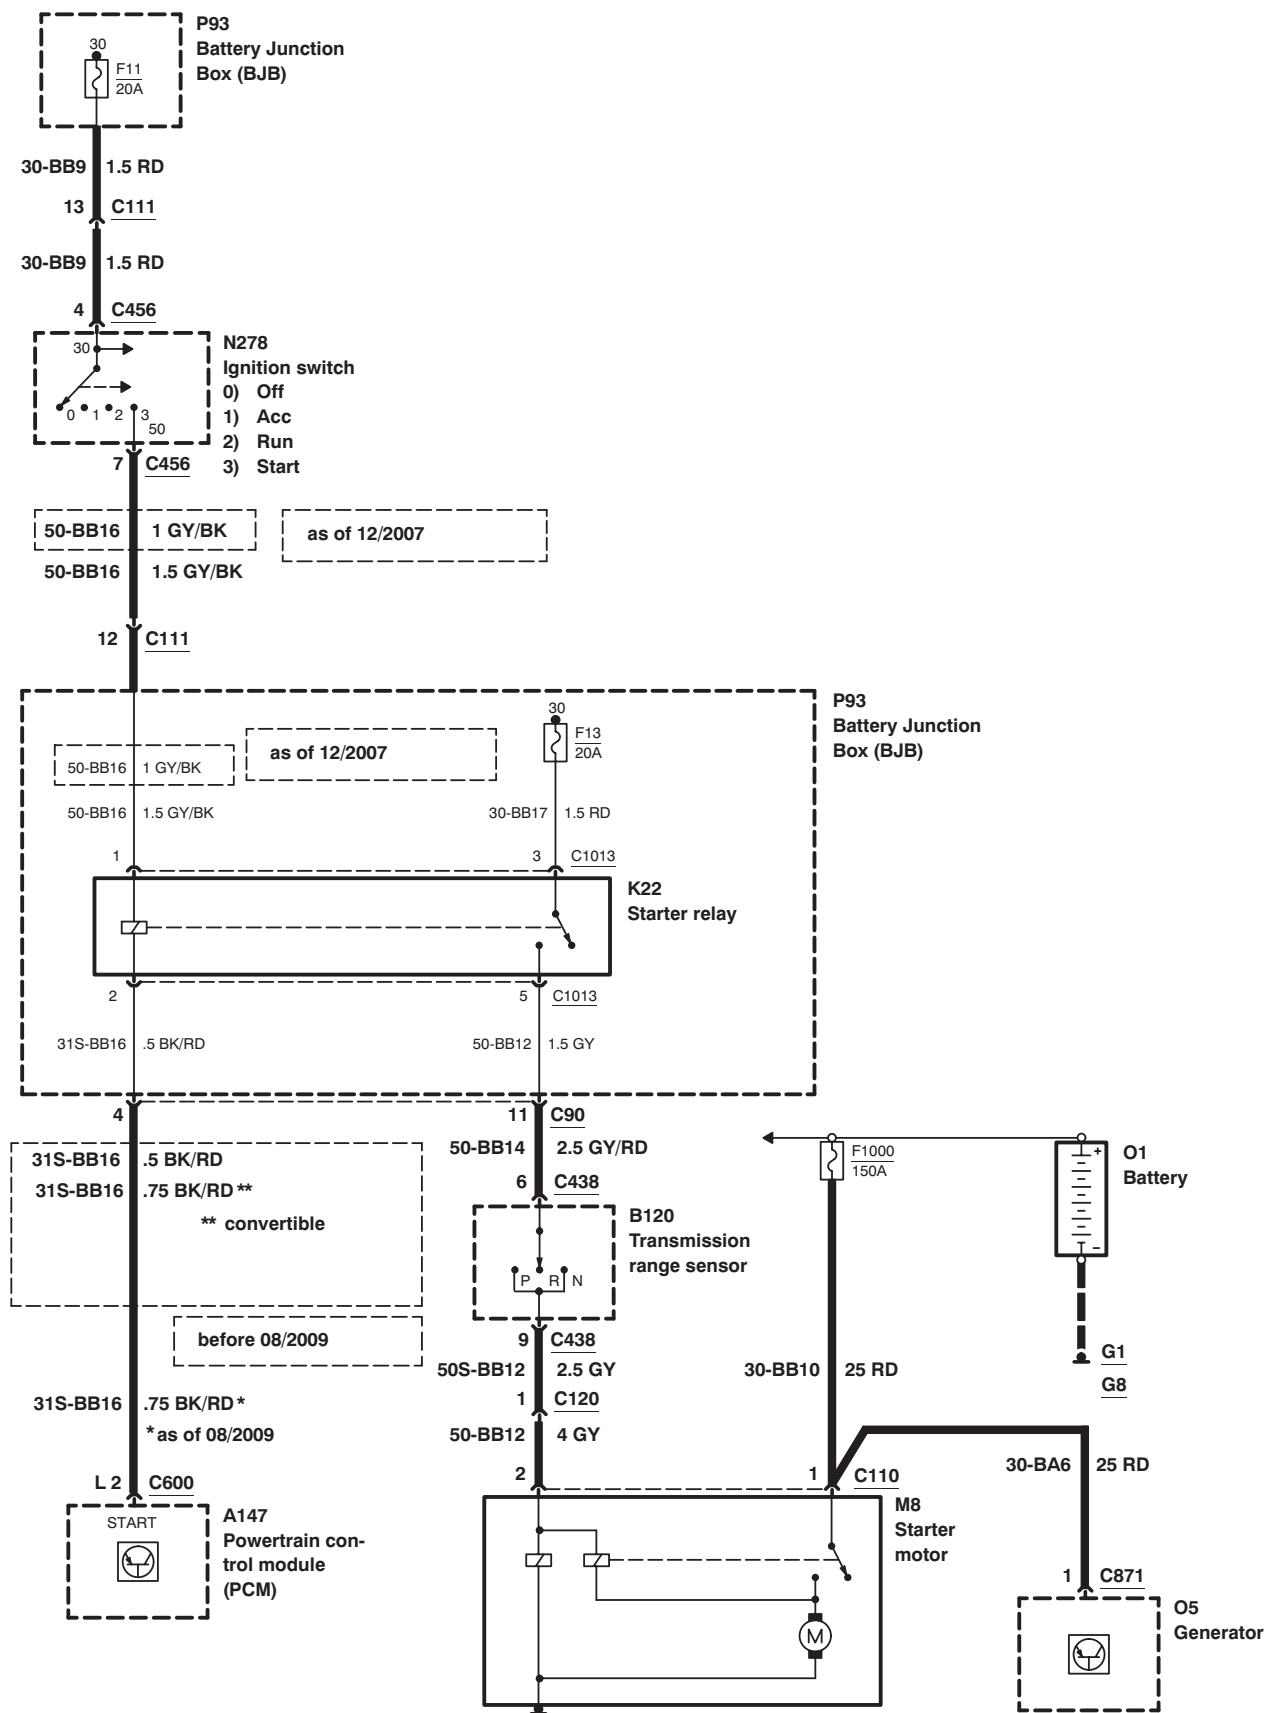 P93
Battery Junction
Box (BJB)
30
F11
20A
30-BB9 1.5 RD
13 C111
30-BB9 1.5 RD
4 C456
N278
Ignition switch
0) Off
1) Acc
2) Run
3) Start
30
0 1 2 3
50
7 C456
50-BB16 1 GY/BK
as of 12/2007
50-BB16 1.5 GY/BK
12 C111
P93
Battery Junction
Box (BJB)
30
F13
20A
as of 12/2007
50-BB16 1 GY/BK
50-BB16 1.5 GY/BK
30-BB17 1.5 RD
1 3 C1013
K22
Starter relay
2 5 C1013
31S-BB16 .5 BK/RD
50-BB12 1.5 GY
4 11 C90
31S-BB16 .5 BK/RD
31S-BB16 .75 BK/RD**
** convertible
before 08/2009
31S-BB16 .75 BK/RD*
*as of 08/2009
L 2 C600
START
A147
Powertrain con-
trol module
(PCM)
50-BB14 2.5 GY/RD
6 C438
B120
Transmission
range sensor
P R N
9 C438
50S-BB12 2.5 GY
1 C120
50-BB12 4 GY
2 1 C110
F1000
150A
O1
Battery
+
–
G1
G8
30-BB10 25 RD
30-BA6 25 RD
M8
Starter
motor
M
1 C871
O5
Generator